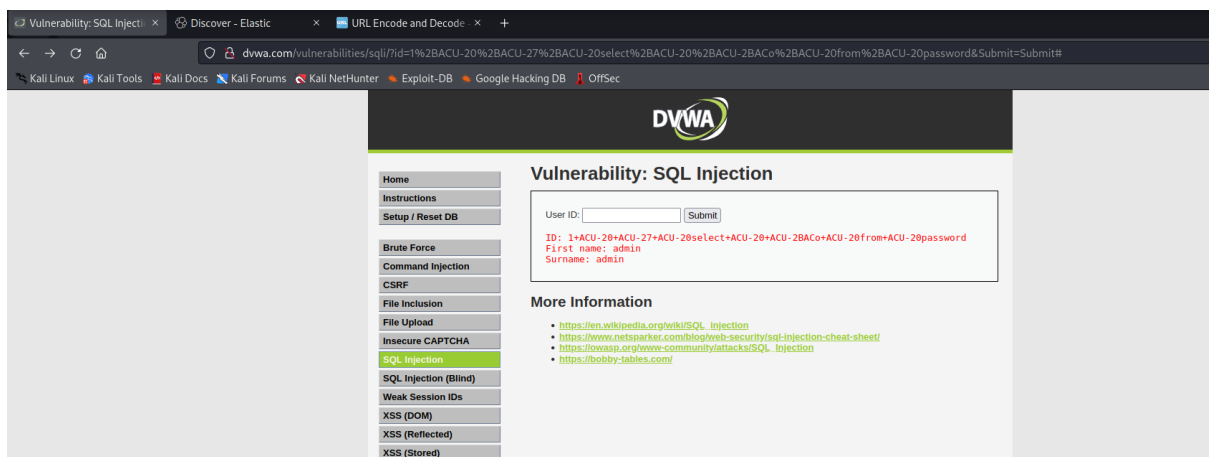 Vulnerability: SQL Injecti × Discover - Elastic × URL Encode and Decode - × +
dvwa.com/vulnerabilities/sqli/?id=1%2BACU-20%2BACU-27%2BACU-20select%2BACU-20%2BACU-2BACo%2BACU-20from%2BACU-20password&Submit=Submit#
Kali Linux Kali Tools Kali Docs Kali Forums Kali NetHunter Exploit-DB Google Hacking DB OffSec
DVWA
Home
Instructions
Setup / Reset DB
Brute Force
Command Injection
CSRF
File Inclusion
File Upload
Insecure CAPTCHA
SQL Injection
SQL Injection (Blind)
Weak Session IDs
XSS (DOM)
XSS (Reflected)
XSS (Stored)
Vulnerability: SQL Injection
User ID: Submit
ID: 1+ACU-20+ACU-27+ACU-20select+ACU-20+ACU-2BACo+ACU-20from+ACU-20password
First name: admin
Surname: admin
More Information
• https://en.wikipedia.org/wiki/SQL_injection
• https://www.netsparker.com/blog/web-security/sql-injection-cheat-sheet/
• https://owasp.org/www-community/attacks/SQL_Injection
• https://bobby-tables.com/